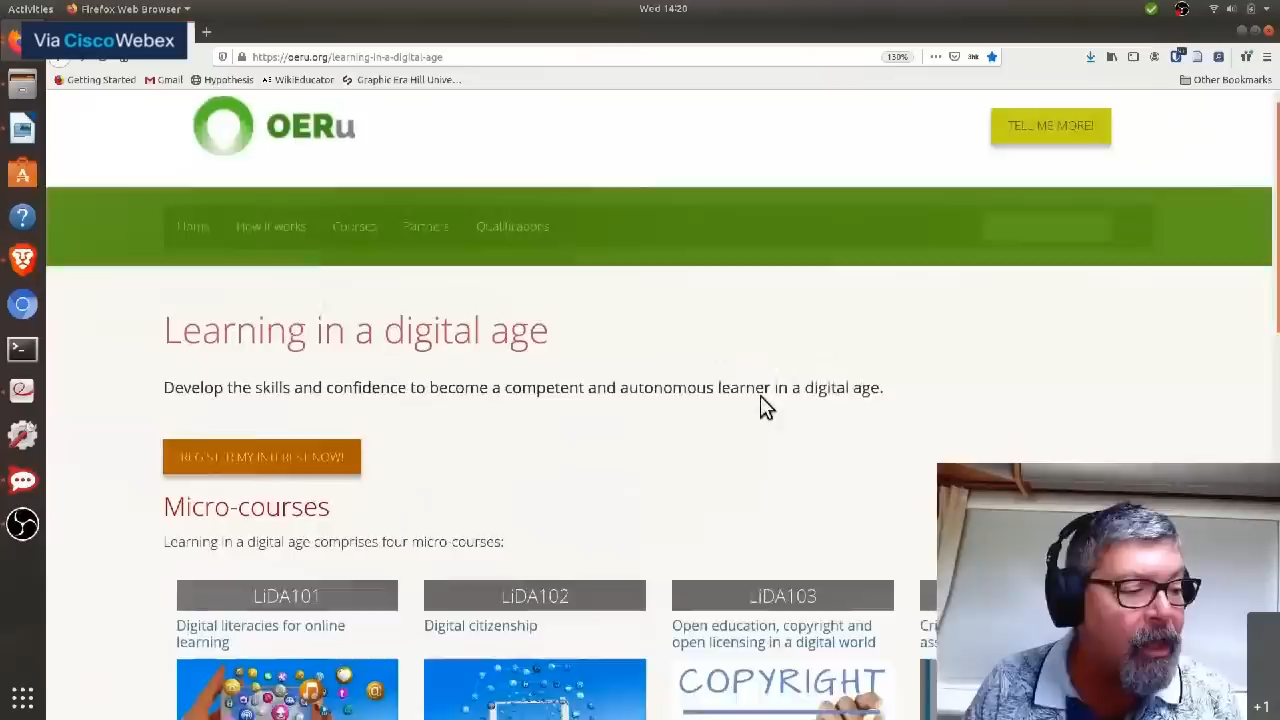 Activities Firefox Web Browser Wed 14:20
Via CiscoWebex
https://oeru.org/learning-in-a-digital-age 130%
Getting Started Gmail Hypothesis WikiEducator Graphic Era Hill Unive... Other Bookmarks
OERu TELL ME MORE!
Home How it works Courses Partners Qualifications
Learning in a digital age
Develop the skills and confidence to become a competent and autonomous learner in a digital age.
REGISTER MY INTEREST NOW!
Micro-courses
Learning in a digital age comprises four micro-courses:
LiDA101 LiDA102 LiDA103
Digital literacies for online learning
Digital citizenship
Open education, copyright and open licensing in a digital world
COPYRIGHT
+1